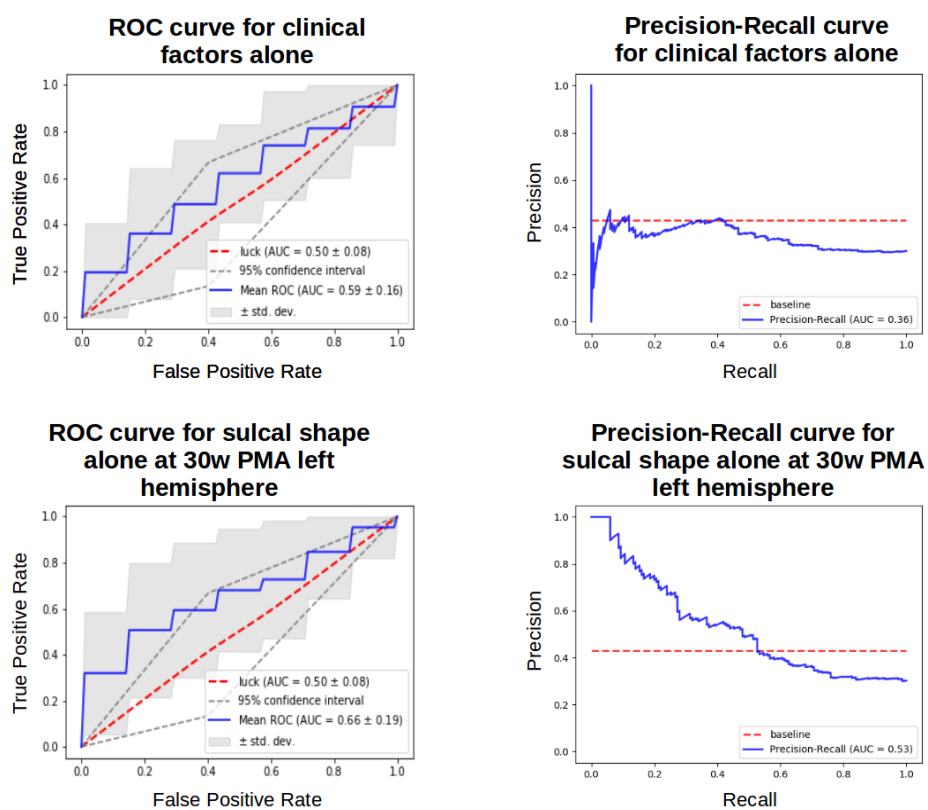 ROC curve for clinical
factors alone
True Positive Rate
1.0
0.8
0.6
0.4
0.2
0.0
luck (AUC = 0.50 ± 0.08)
95% confidence interval
Mean ROC (AUC = 0.59 ± 0.16)
± std. dev.
0.0 0.2 0.4 0.6 0.8 1.0
False Positive Rate
Precision-Recall curve
for clinical factors alone
Precision
1.0
0.8
0.6
0.4
0.2
0.0
baseline
Precision-Recall (AUC = 0.36)
0.0 0.2 0.4 0.6 0.8 1.0
Recall
ROC curve for sulcal shape
alone at 30w PMA left
hemisphere
True Positive Rate
1.0
0.8
0.6
0.4
0.2
0.0
luck (AUC = 0.50 ± 0.08)
95% confidence interval
Mean ROC (AUC = 0.66 ± 0.19)
± std. dev.
0.0 0.2 0.4 0.6 0.8 1.0
False Positive Rate
Precision-Recall curve for
sulcal shape alone at 30w PMA
left hemisphere
Precision
1.0
0.8
0.6
0.4
0.2
0.0
baseline
Precision-Recall (AUC = 0.53)
0.0 0.2 0.4 0.6 0.8 1.0
Recall